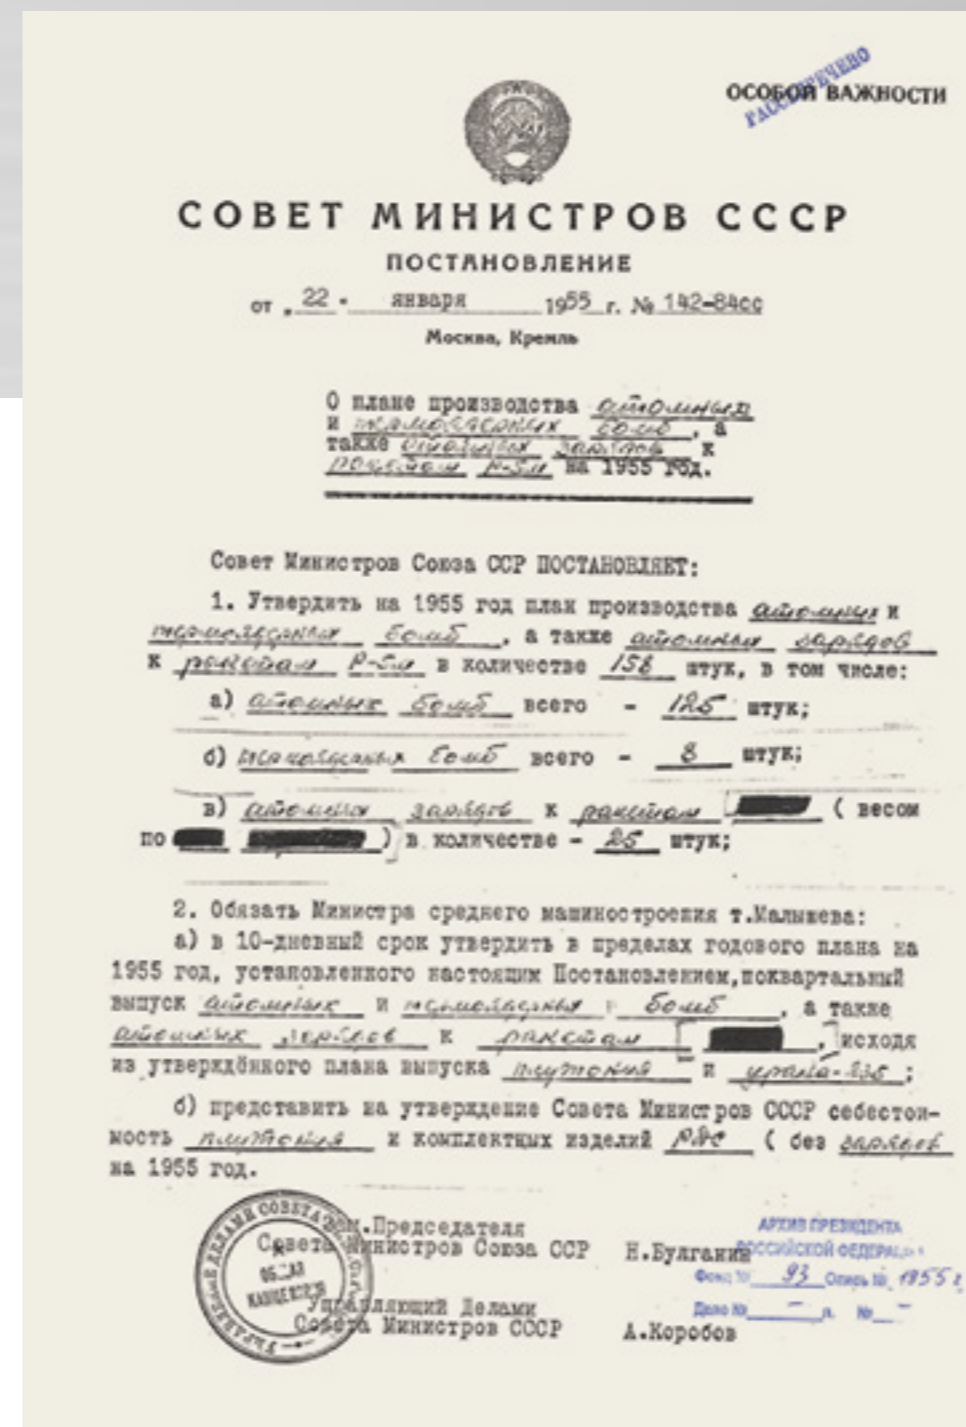 ОСОБОЙ ВАЖНОСТИ
РАССЕКРЕЧЕНО
СОВЕТ МИНИСТРОВ СССР
ПОСТАНОВЛЕНИЕ
от „ 22 " января 1955 г. № 142-84сс
Москва, Кремль
О плане производства атомных
и термоядерных бомб, а
также атомных зарядов к
ракетам Р-5м на 1955 год.
Совет Министров Союза ССР ПОСТАНОВЛЯЕТ:
1. Утвердить на 1955 год план производства атомных и
термоядерных бомб, а также атомных зарядов
к ракетам Р-5м в количестве 158 штук, в том числе:
а) атомных бомб всего - 125 штук;
б) термоядерных бомб всего - 8 штук;
в) атомных зарядов к ракетам ( весом
по ) в количестве - 25 штук;
2. Обязать Министра среднего машиностроения т.Малышева:
а) в 10-дневный срок утвердить в пределах годового плана на
1955 год, установленного настоящим Постановлением,поквартальный
выпуск атомных и термоядерных бомб, а также
атомных зарядов к ракетам , исходя
из утверждённого плана выпуска плутония и урана-235 ;
б) представить на утверждение Совета Министров СССР себестои-
мость плутония и комплектных изделий РДС ( без зарядов
на 1955 год.
Зам.Председателя
Совета Министров Союза ССР Н.Булганин
Управляющий Делами
Совета Министров СССР А.Коробов
АРХИВ ПРЕЗИДЕНТА
РОССИЙСКОЙ ФЕДЕРАЦИИ
Фонд № 93 Опись № 1955 г
Дело № - л. № -
УПРАВЛЕНИЕ ДЕЛАМИ СОВЕТА